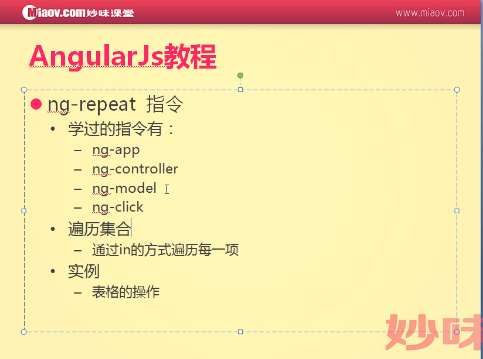 Miaov.com妙味课堂
www.miaov.com
AngularJs教程
ng-repeat 指令
• 学过的指令有：
– ng-app
– ng-controller
– ng-model
– ng-click
• 遍历集合
– 通过in的方式遍历每一项
• 实例
– 表格的操作
妙味